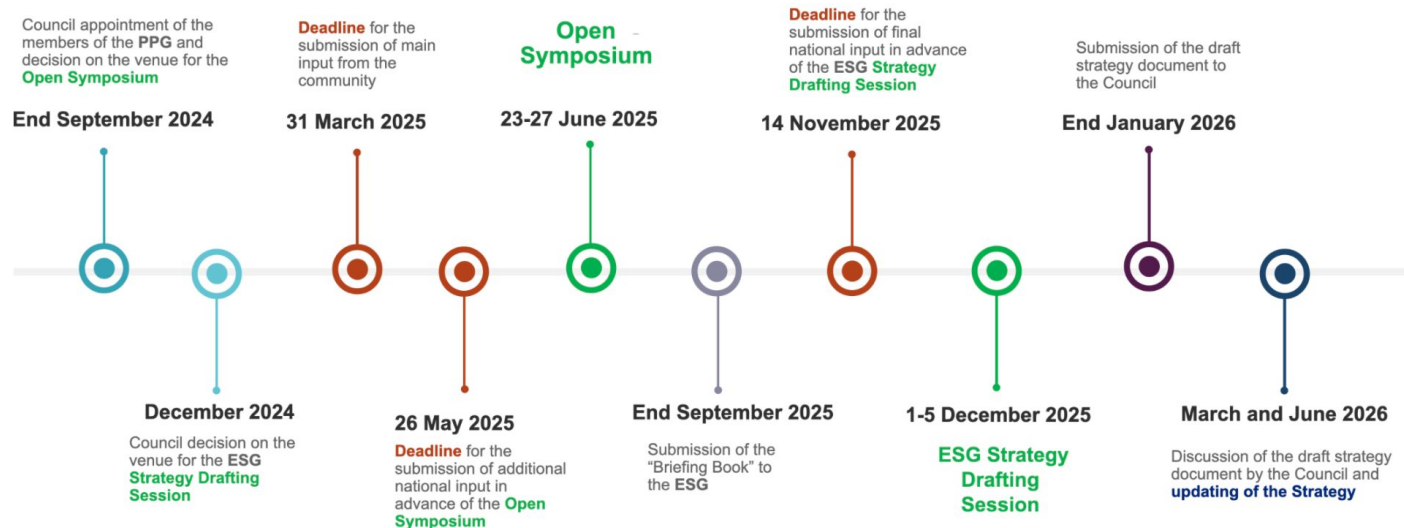 Council appointment of the
members of the PPG and
decision on the venue for the
Open Symposium
End September 2024
Deadline for the
submission of main
input from the
community
31 March 2025
Open
Symposium
23-27 June 2025
Deadline for the
submission of final
national input in advance
of the ESG Strategy
Drafting Session
14 November 2025
Submission of the draft
strategy document to
the Council
End January 2026
December 2024
Council decision on the
venue for the ESG
Strategy Drafting
Session
26 May 2025
Deadline for the
submission of additional
national input in
advance of the Open
Symposium
End September 2025
Submission of the
“Briefing Book” to
the ESG
1-5 December 2025
ESG Strategy
Drafting
Session
March and June 2026
Discussion of the draft strategy
document by the Council and
updating of the Strategy